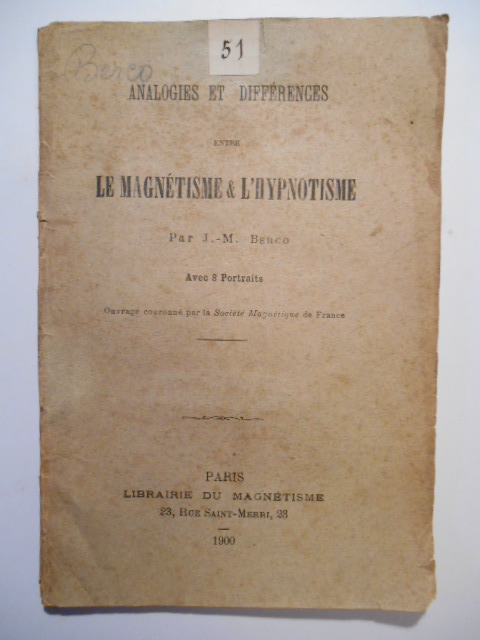 51
Berco
ANALOGIES ET DIFFÉRENCES
ENTRE
LE MAGNÉTISME & L'HYPNOTISME
Par J.-M. BERCO
Avec 8 Portraits
Ouvrage couronné par la Société Magnétique de France
PARIS
LIBRAIRIE DU MAGNÉTISME
23, RUE SAINT-MERRI, 23
1900